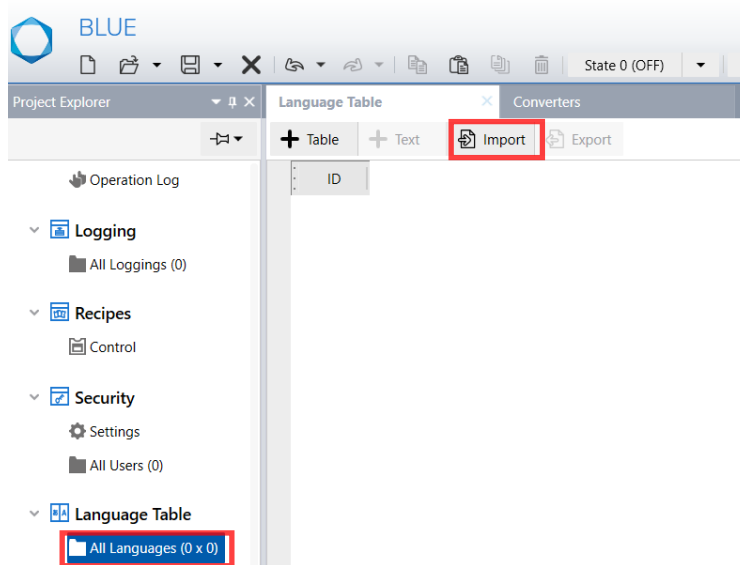 BLUE
State 0 (OFF)
Project Explorer
Language Table
Converters
Table
Text
Import
Export
ID
Operation Log
Logging
All Loggings (0)
Recipes
Control
Security
Settings
All Users (0)
Language Table
All Languages (0 x 0)